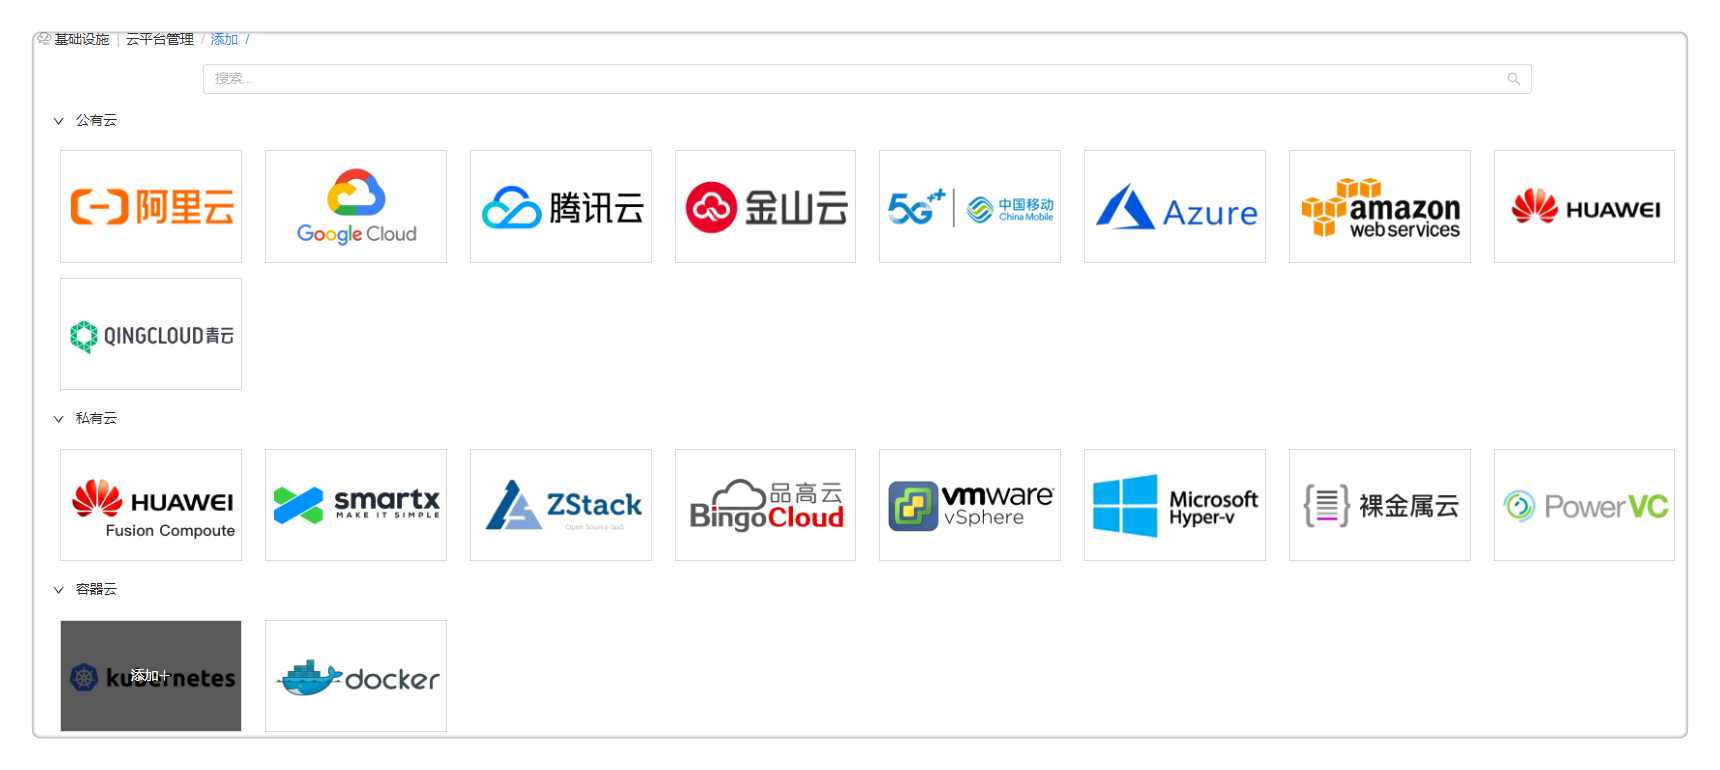 基础设施 | 云平台管理 / 添加 /
搜索...
公有云
阿里云
Google Cloud
腾讯云
金山云
5G++ 中国移动 China Mobile
Azure
amazon web services
HUAWEI
QINGCLOUD青云
私有云
HUAWEI
Fusion Compoute
smartx
MAKE IT SIMPLE
ZStack
Open Source IaaS
品高云
BingoCloud
vmware
vSphere
Microsoft
Hyper-v
裸金属云
PowerVC
容器云
kubernetes
添加+
docker